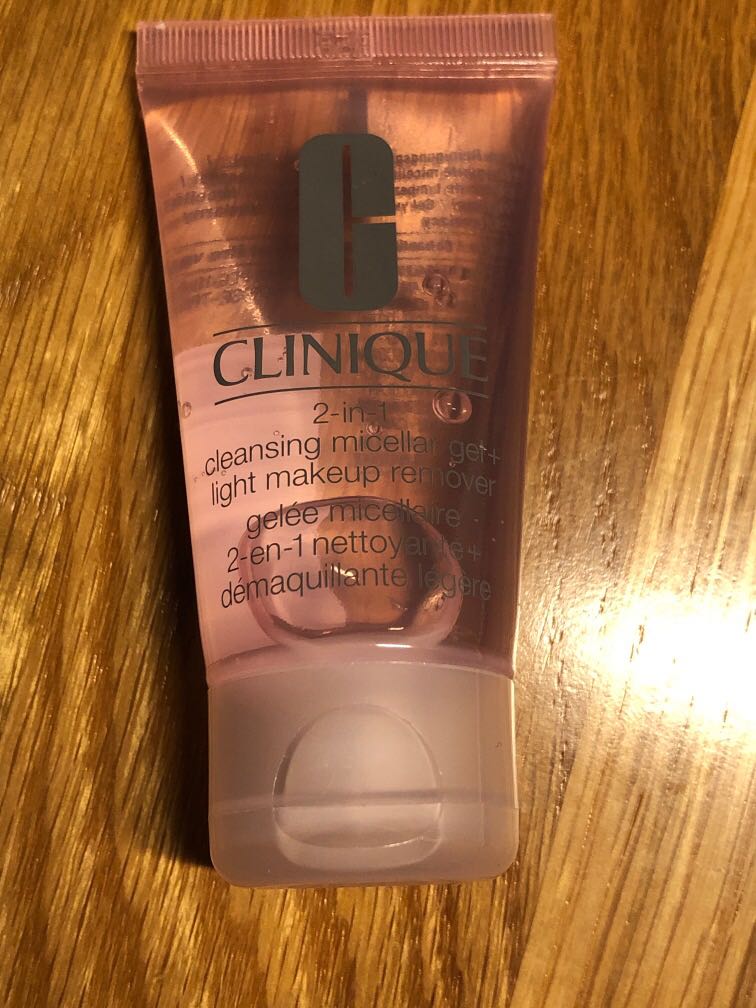 CLINIQUE
2-in-1
cleansing micellar gel+
light makeup remover
gelée micellaire
2-en-1 nettoyante+
démaquillante légère